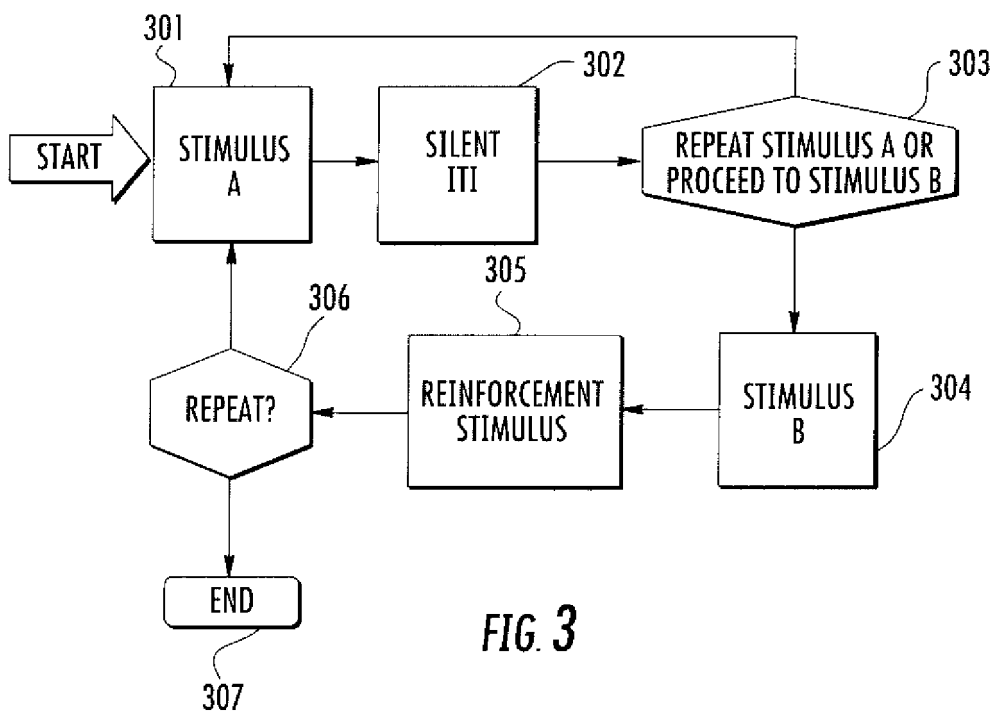 301
302
303
START
STIMULUS
A
SILENT
ITI
REPEAT STIMULUS A OR
PROCEED TO STIMULUS B
305
306
REPEAT?
REINFORCEMENT
STIMULUS
STIMULUS
B
304
END
307
FIG. 3